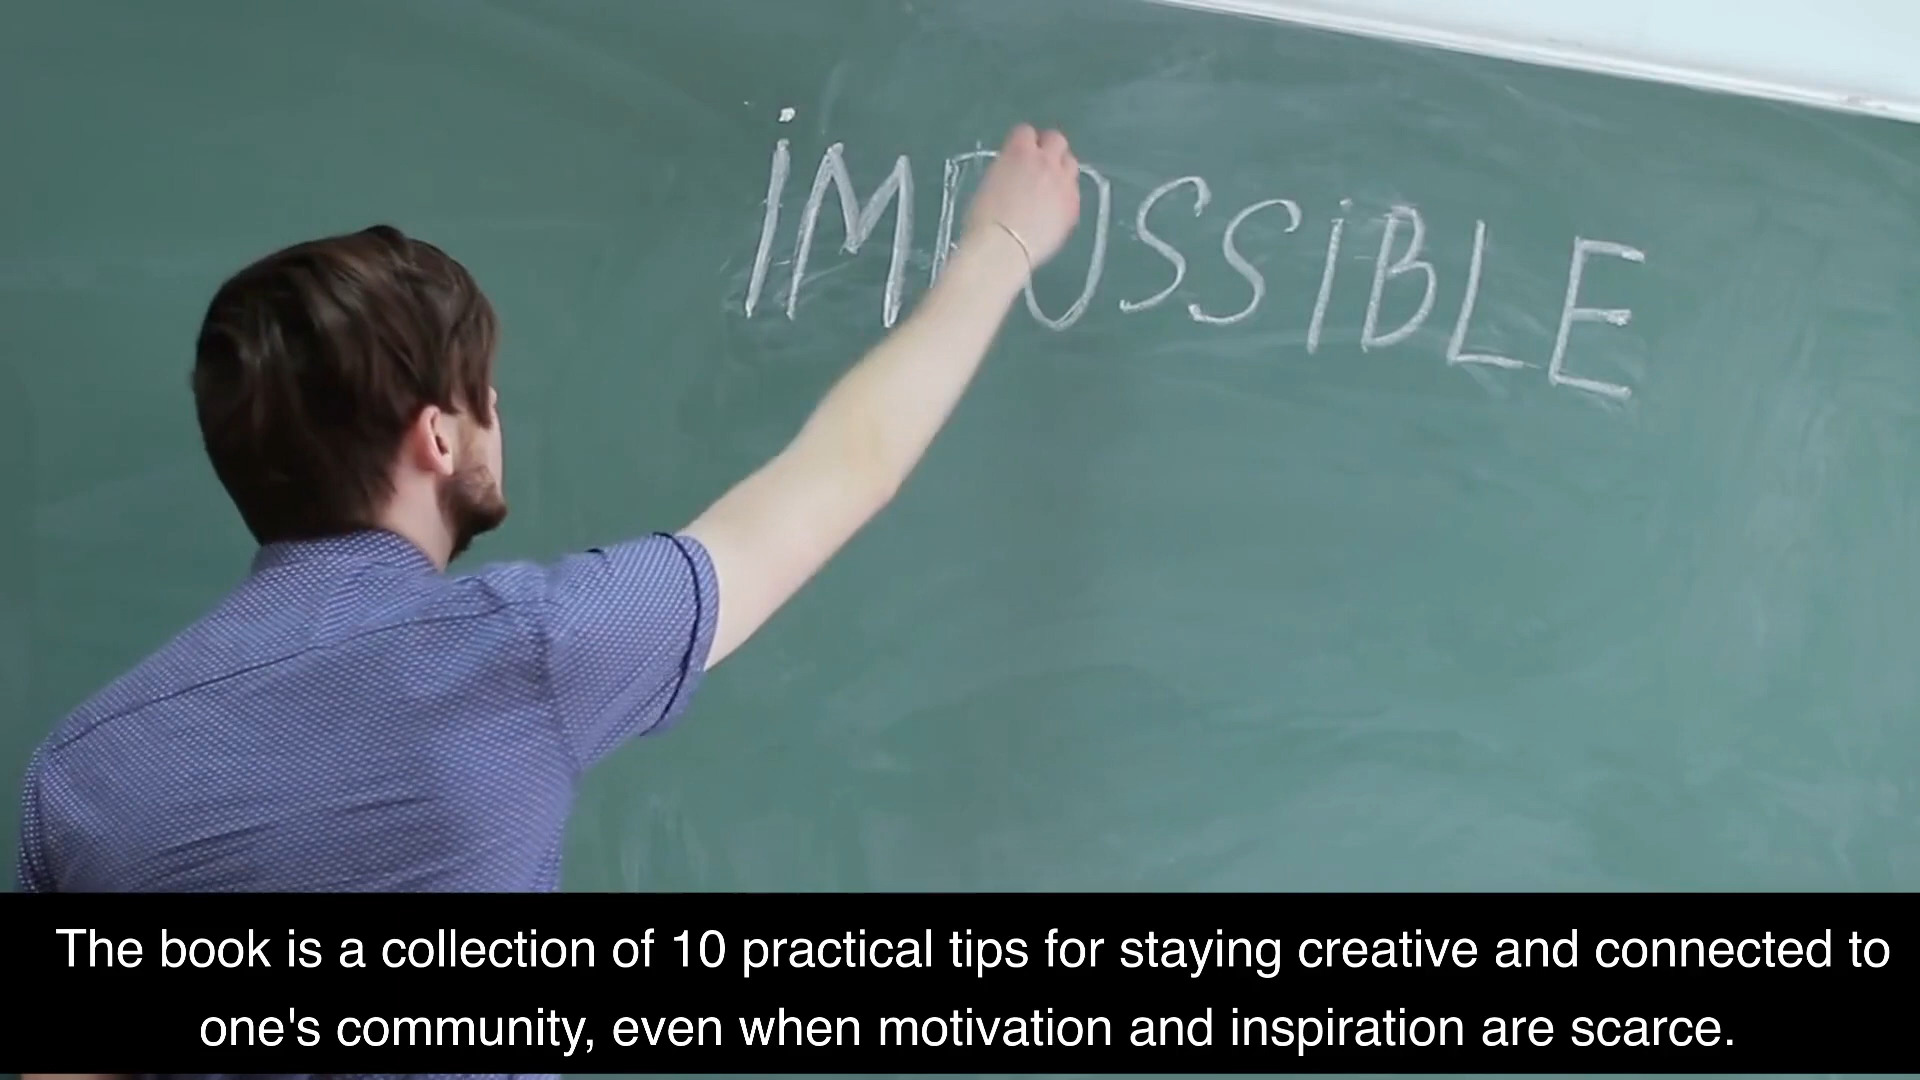 iMPOSSiBLE
The book is a collection of 10 practical tips for staying creative and connected to
one's community, even when motivation and inspiration are scarce.